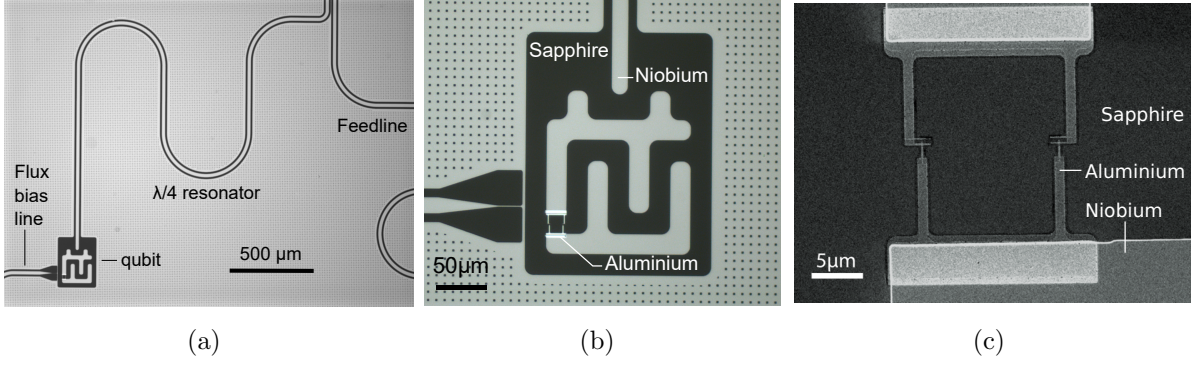 Feedline
Flux
bias
line
λ/4 resonator
qubit
500 μm
(a)
Sapphire
Niobium
Aluminium
50μm
(b)
Sapphire
Aluminium
Niobium
5μm
(c)